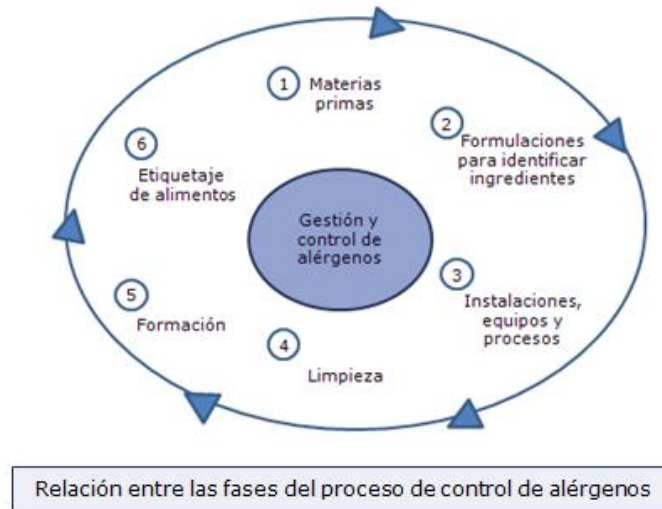 1
Materias
primas
2
Formulaciones
para identificar
ingredientes
3
Instalaciones,
equipos y
procesos
4
Limpieza
5
Formación
6
Etiquetaje
de alimentos
Gestión y
control de
alérgenos
Relación entre las fases del proceso de control de alérgenos